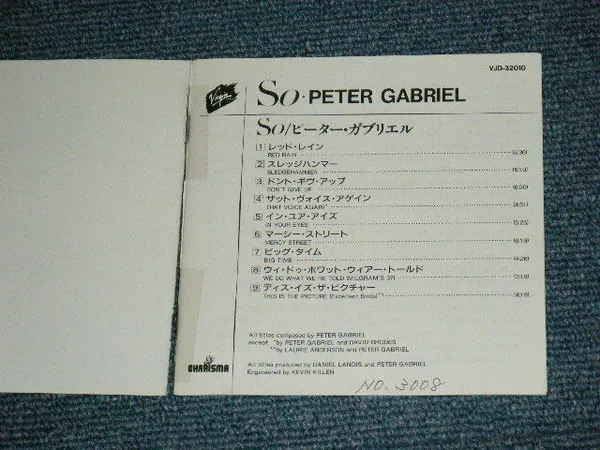 VJD-32010
Virgin
So · PETER GABRIEL
So/ピーター・ガブリエル
1 レッド・レイン
RED RAIN
2 スレッジハンマー
SLEDGEHAMMER
3 ドント・ギヴ・アップ
DON'T GIVE UP
4 ザット・ヴォイス・アゲイン
THAT VOICE AGAIN*
5 イン・ユア・アイズ
IN YOUR EYES
6 マーシー・ストリート
MERCY STREET
7 ビッグ・タイム
BIG TIME
8 ウィ・ドゥ・ホワット・ウィアー・トールド
WE DO WHAT WE'RE TOLD (MILGRAM'S 37)
9 ディス・イズ・ザ・ピクチャー
THIS IS THE PICTURE (Excellent Birds)**
All titles composed by PETER GABRIEL
except *by PETER GABRIEL and DAVID RHODES
**by LAURIE ANDERSON and PETER GABRIEL
All titles produced by DANIEL LANOIS and PETER GABRIEL
Engineered by KEVIN KILLEN
CHARISMA
NO. 3008